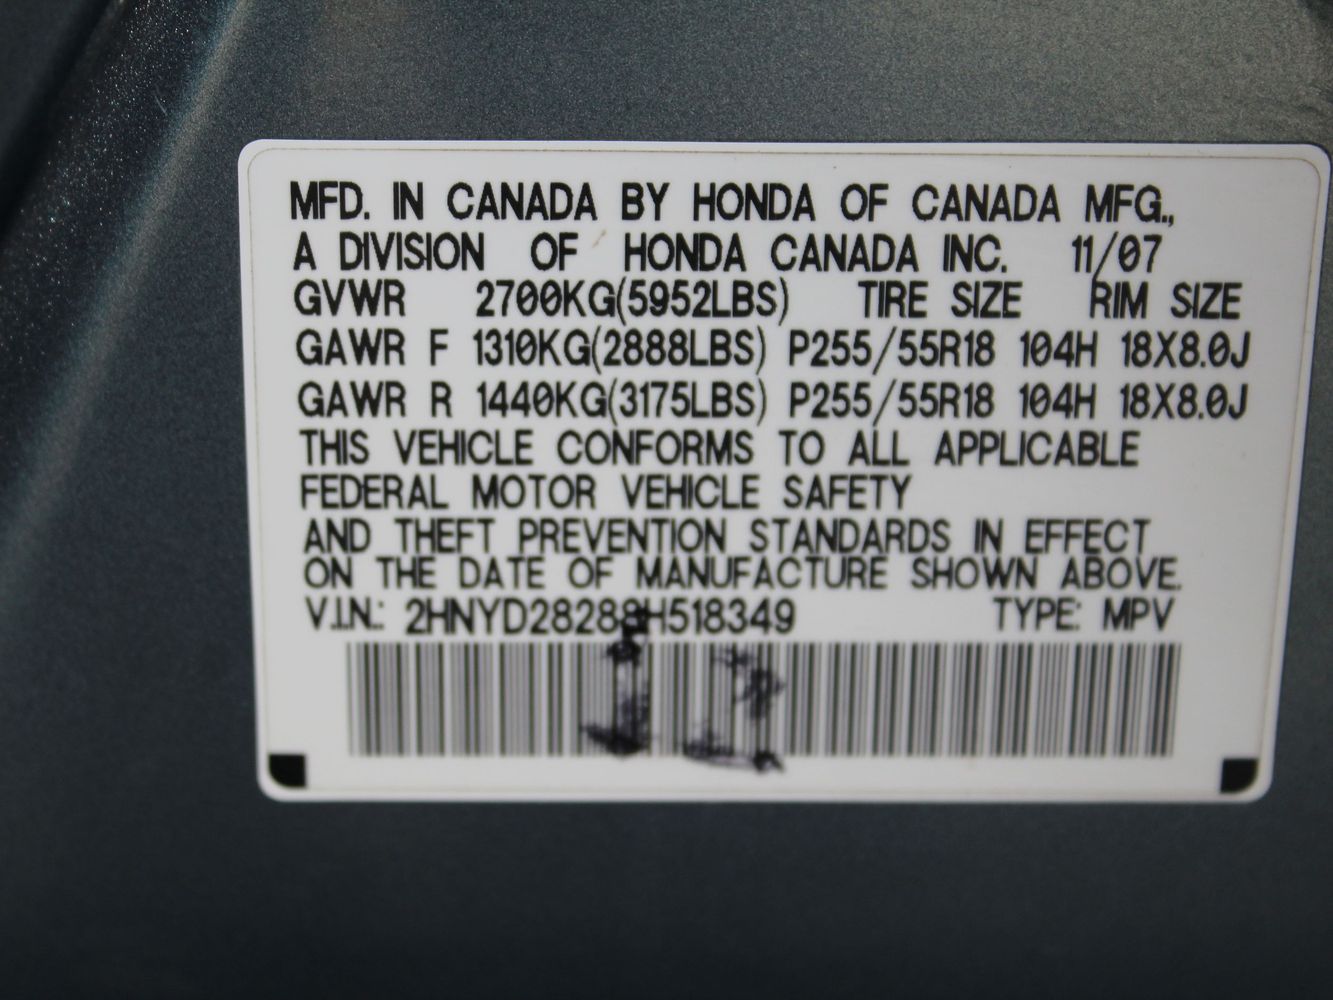 MFD. IN CANADA BY HONDA OF CANADA MFG.,
A DIVISION OF HONDA CANADA INC. 11/07
GVWR 2700KG(5952LBS) TIRE SIZE RIM SIZE
GAWR F 1310KG(2888LBS) P255/55R18 104H 18X8.0J
GAWR R 1440KG(3175LBS) P255/55R18 104H 18X8.0J
THIS VEHICLE CONFORMS TO ALL APPLICABLE
FEDERAL MOTOR VEHICLE SAFETY
AND THEFT PREVENTION STANDARDS IN EFFECT
ON THE DATE OF MANUFACTURE SHOWN ABOVE.
V.I.N.: 2HNYD28288H518349 TYPE: MPV